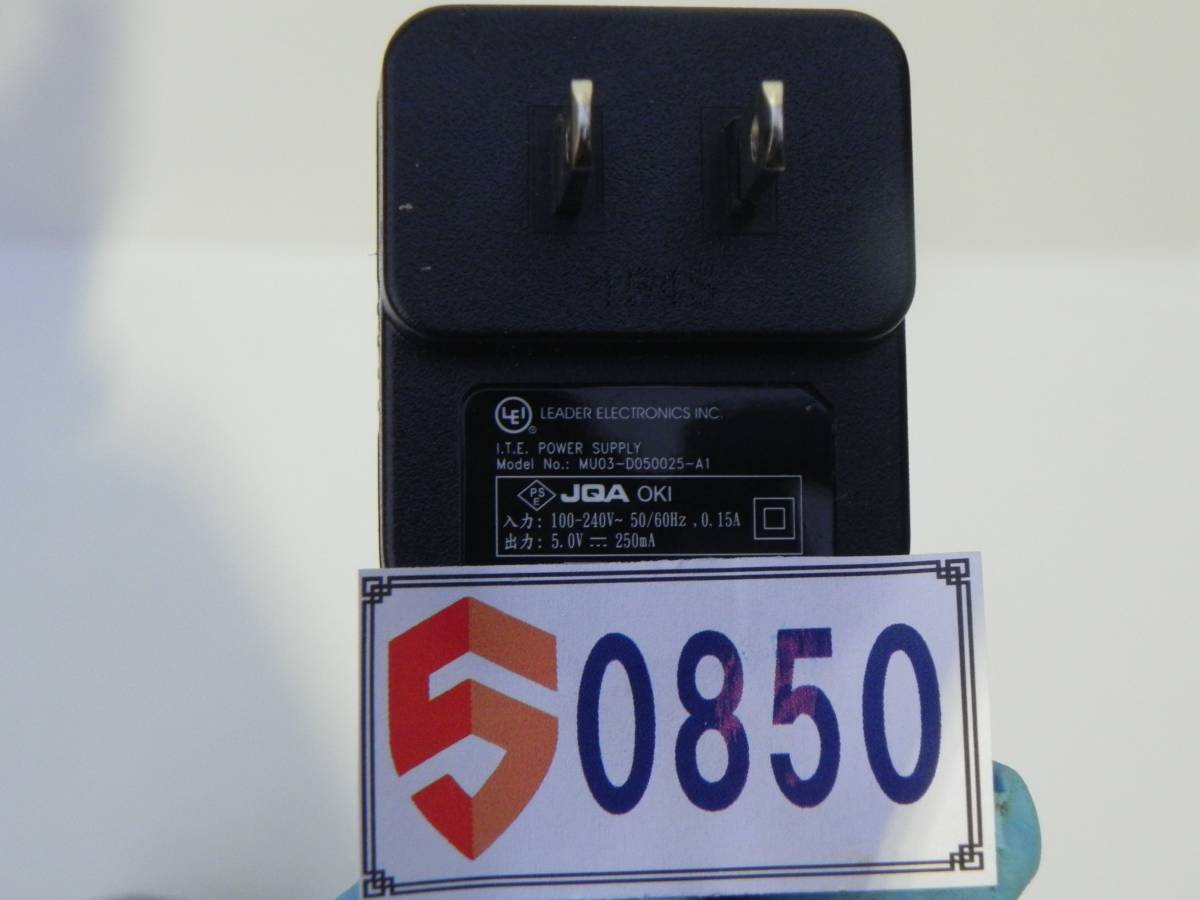 LEI
®
LEADER ELECTRONICS INC.
I.T.E. POWER SUPPLY
Model No.: MU03-D050025-A1
PS E JQA OKI
入力: 100-240V~ 50/60Hz , 0.15A
出力: 5.0V ⎓ 250mA
0850